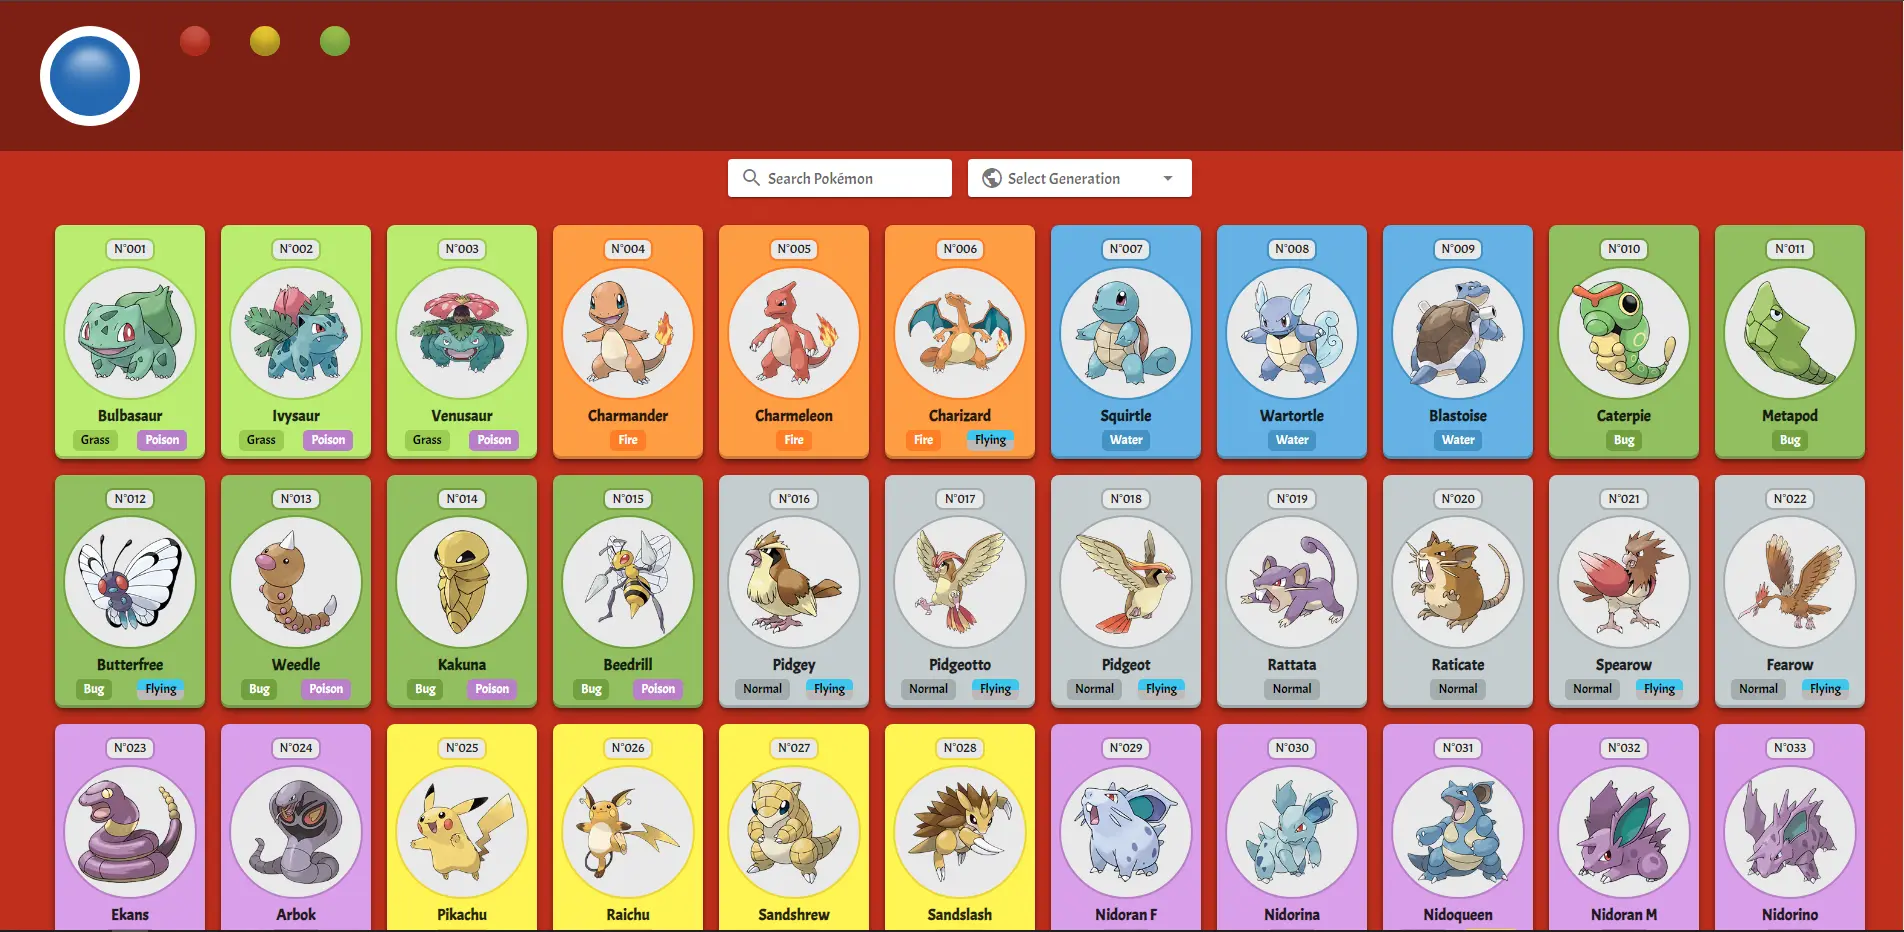 Search Pokémon
Select Generation
N°001 N°002 N°003 N°004 N°005 N°006 N°007 N°008 N°009 N°010 N°011
Bulbasaur Ivysaur Venusaur Charmander Charmeleon Charizard Squirtle Wartortle Blastoise Caterpie Metapod
Grass Poison Grass Poison Grass Poison Fire Fire Fire Flying Water Water Water Bug Bug
N°012 N°013 N°014 N°015 N°016 N°017 N°018 N°019 N°020 N°021 N°022
Butterfree Weedle Kakuna Beedrill Pidgey Pidgeotto Pidgeot Rattata Raticate Spearow Fearow
Bug Flying Bug Poison Bug Poison Bug Poison Normal Flying Normal Flying Normal Flying Normal Normal Normal Flying Normal Flying
N°023 N°024 N°025 N°026 N°027 N°028 N°029 N°030 N°031 N°032 N°033
Ekans Arbok Pikachu Raichu Sandshrew Sandslash Nidoran F Nidorina Nidoqueen Nidoran M Nidorino